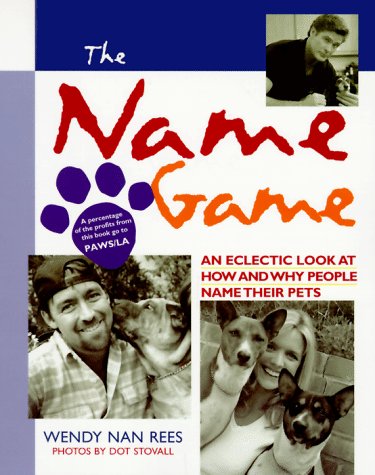 The
Name
Game
A percentage
of the profits from
this book go to
PAWS/LA
AN ECLECTIC LOOK AT
HOW AND WHY PEOPLE
NAME THEIR PETS
WENDY NAN REES
PHOTOS BY DOT STOVALL